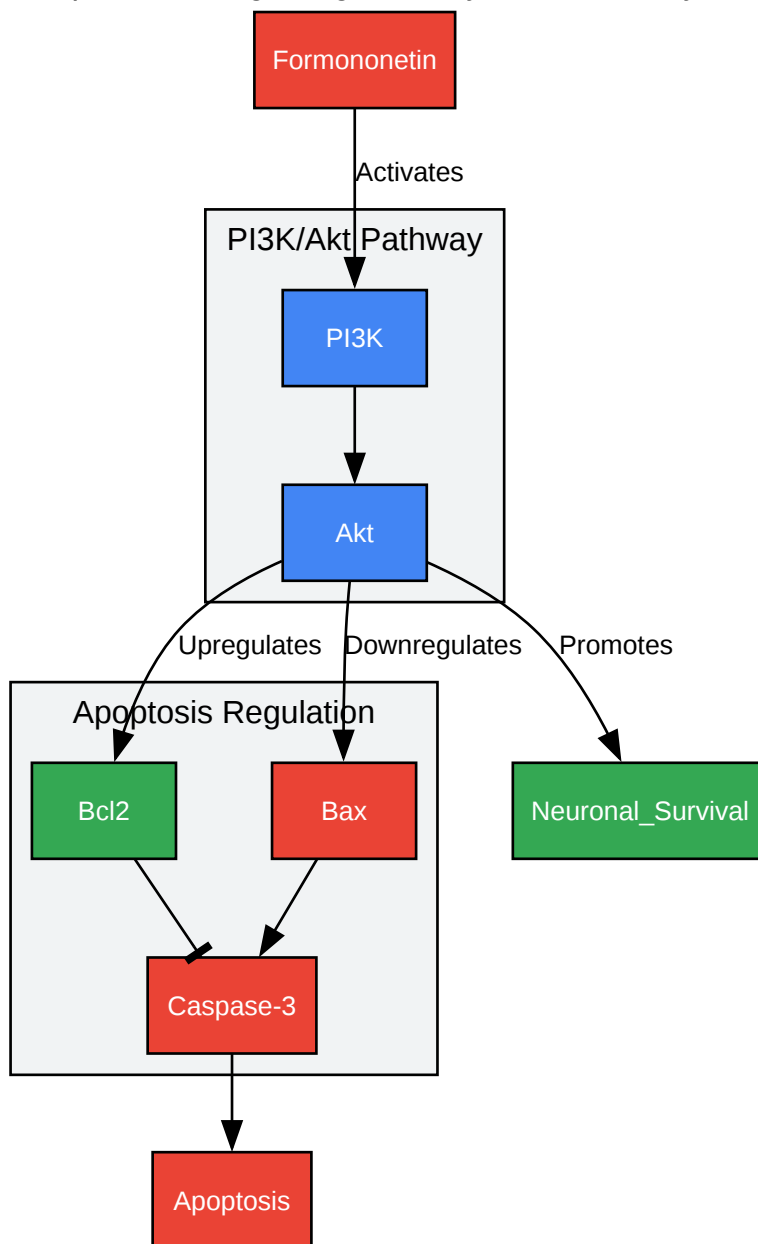 Formononetin
Activates
PI3K/Akt Pathway
PI3K
Akt
Upregulates
Downregulates
Promotes
Apoptosis Regulation
Bcl2
Bax
Neuronal_Survival
Caspase-3
Apoptosis